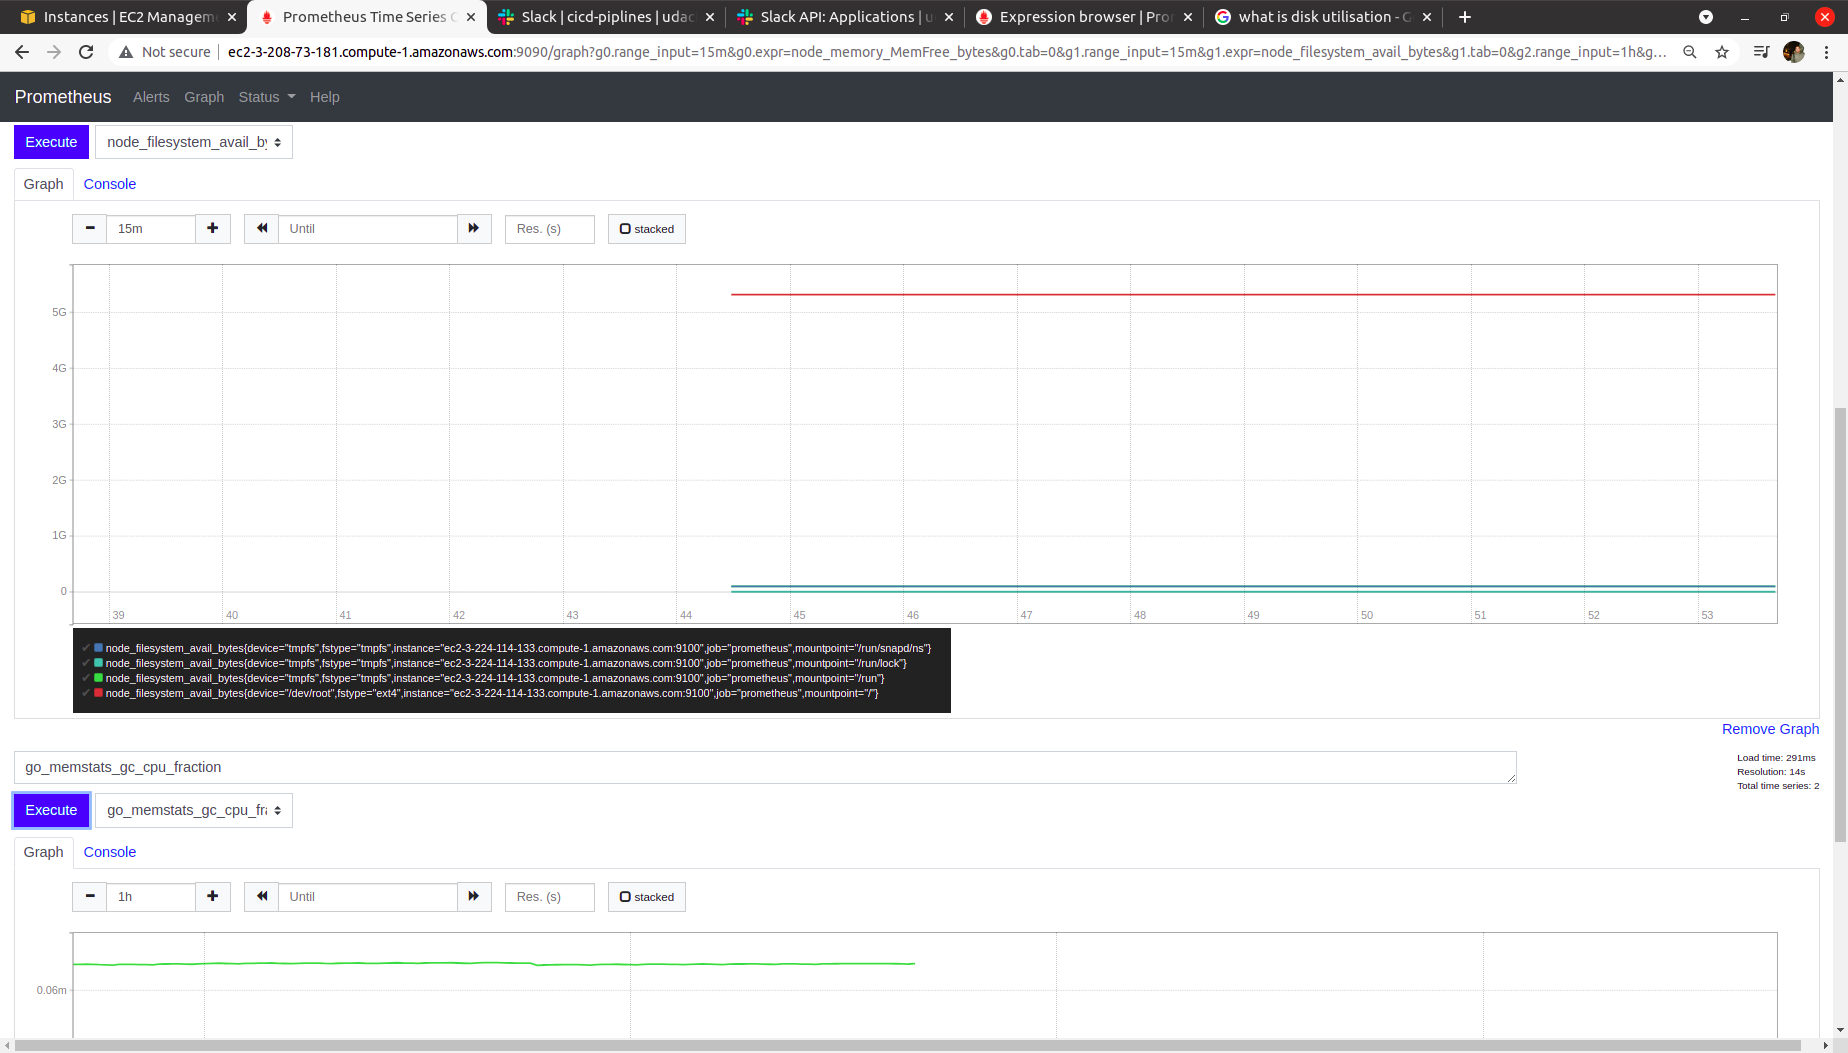 Instances | EC2 Managem
Prometheus Time Series C
Slack | cicd-piplines | udac
Slack API: Applications | u
Expression browser | Pro
what is disk utilisation - G
Not secure | ec2-3-208-73-181.compute-1.amazonaws.com:9090/graph?g0.range_input=15m&g0.expr=node_memory_MemFree_bytes&g0.tab=0&g1.range_input=15m&g1.expr=node_filesystem_avail_bytes&g1.tab=0&g2.range_input=1h&g...
Prometheus Alerts Graph Status Help
Execute node_filesystem_avail_by
Graph Console
15m Until Res. (s) stacked
5G
4G
3G
2G
1G
0
39 40 41 42 43 44 45 46 47 48 49 50 51 52 53
node_filesystem_avail_bytes{device="tmpfs",fstype="tmpfs",instance="ec2-3-224-114-133.compute-1.amazonaws.com:9100",job="prometheus",mountpoint="/run/snapd/ns"}
node_filesystem_avail_bytes{device="tmpfs",fstype="tmpfs",instance="ec2-3-224-114-133.compute-1.amazonaws.com:9100",job="prometheus",mountpoint="/run/lock"}
node_filesystem_avail_bytes{device="tmpfs",fstype="tmpfs",instance="ec2-3-224-114-133.compute-1.amazonaws.com:9100",job="prometheus",mountpoint="/run"}
node_filesystem_avail_bytes{device="/dev/root",fstype="ext4",instance="ec2-3-224-114-133.compute-1.amazonaws.com:9100",job="prometheus",mountpoint="/"}
Remove Graph
go_memstats_gc_cpu_fraction
Load time: 291ms
Resolution: 14s
Total time series: 2
Execute go_memstats_gc_cpu_fra
Graph Console
1h Until Res. (s) stacked
0.06m